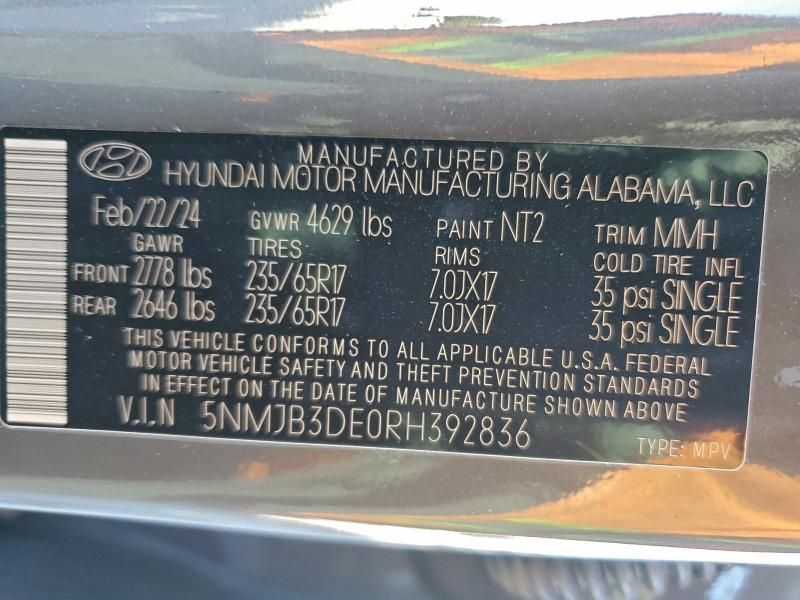 MANUFACTURED BY
HYUNDAI MOTOR MANUFACTURING ALABAMA, LLC
Feb/22/24 GVWR 4629 lbs PAINT NT2 TRIM MMH
GAWR TIRES RIMS COLD TIRE INFL
FRONT 2778 lbs 235/65R17 7.0JX17 35 psi SINGLE
REAR 2646 lbs 235/65R17 7.0JX17 35 psi SINGLE
THIS VEHICLE CONFORMS TO ALL APPLICABLE U.S.A. FEDERAL
MOTOR VEHICLE SAFETY AND THEFT PREVENTION STANDARDS
IN EFFECT ON THE DATE OF MANUFACTURE SHOWN ABOVE
V.I.N 5NMJB3DE0RH392836
TYPE: MPV